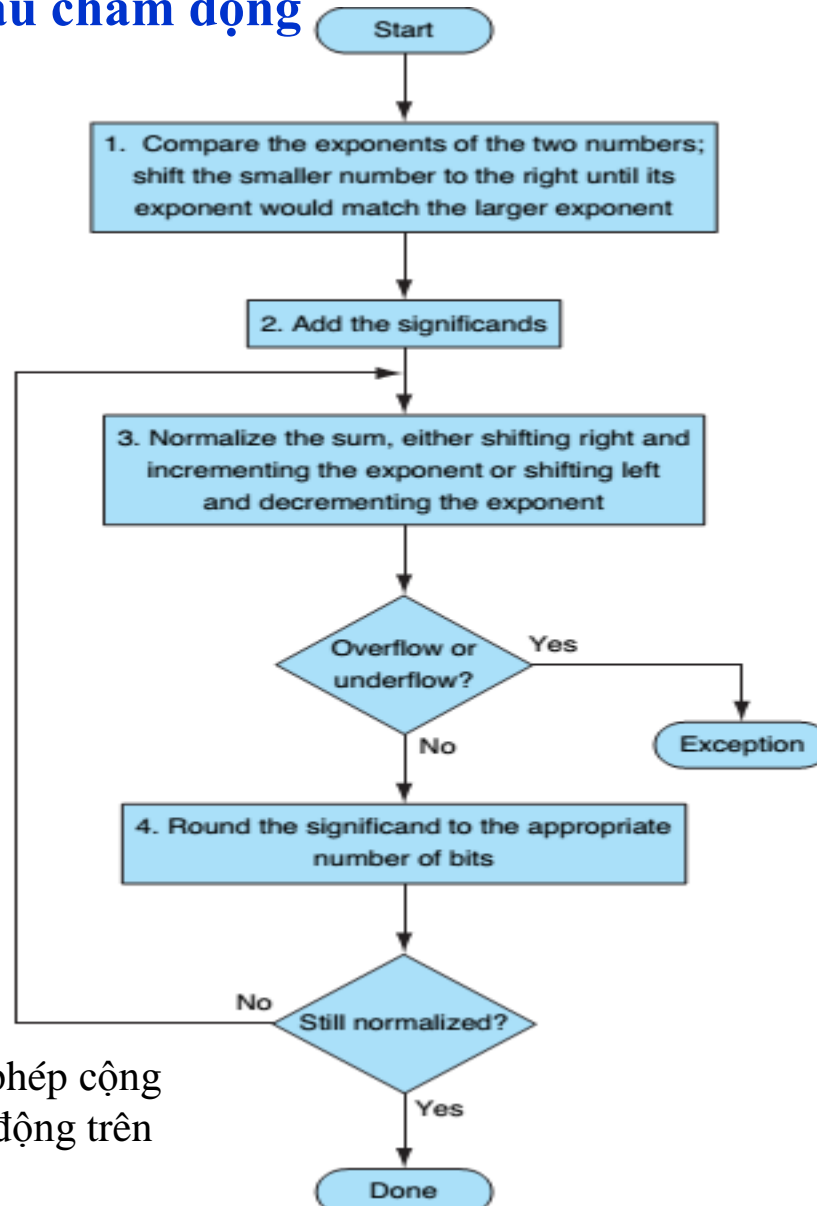 chấm động
Start
1. Compare the exponents of the two numbers;
shift the smaller number to the right until its
exponent would match the larger exponent
2. Add the significands
3. Normalize the sum, either shifting right and
incrementing the exponent or shifting left
and decrementing the exponent
Overflow or
underflow?
Yes
No
Exception
4. Round the significand to the appropriate
number of bits
No
Still normalized?
phép cộng
động trên
Yes
Done